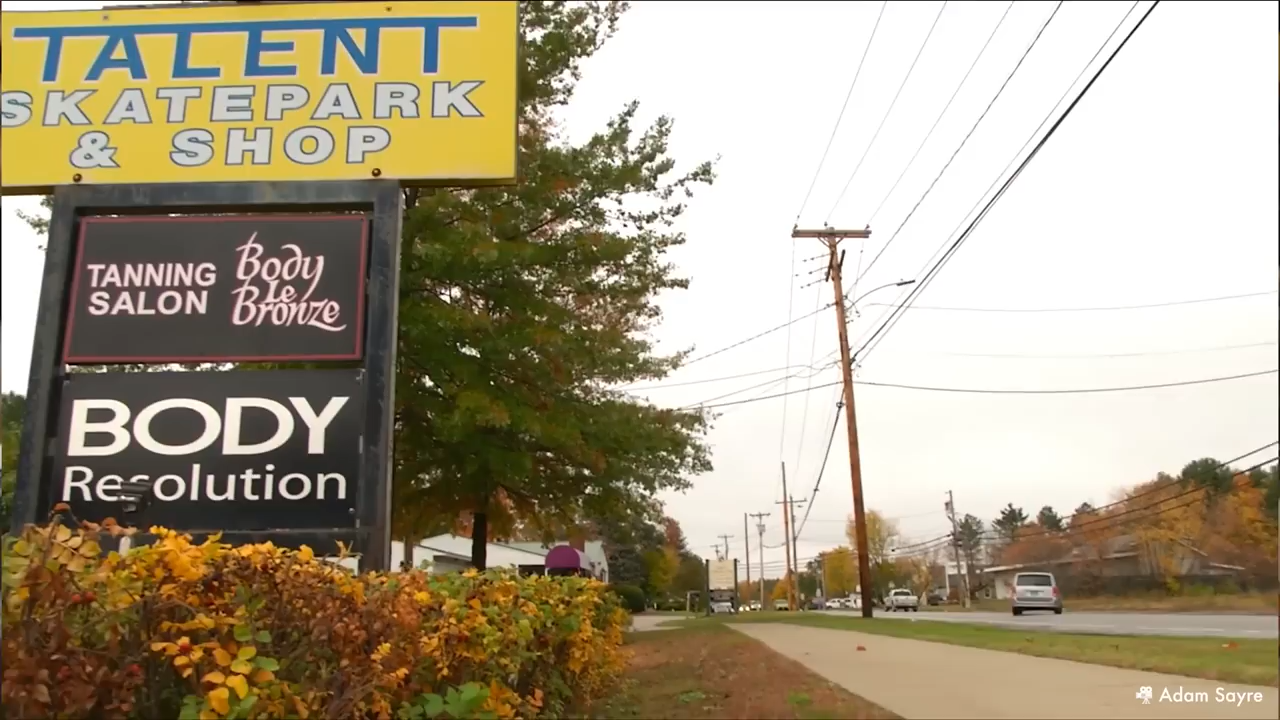 TALENT
SKATEPARK
& SHOP
TANNING
SALON
Body
le
Bronze
BODY
Resolution
Adam Sayre